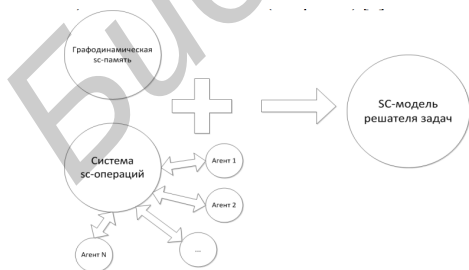 Графодинамическая
sc-память
Система
sc-операций
Агент 1
Агент 2
...
Агент N
SC-модель
решателя задач